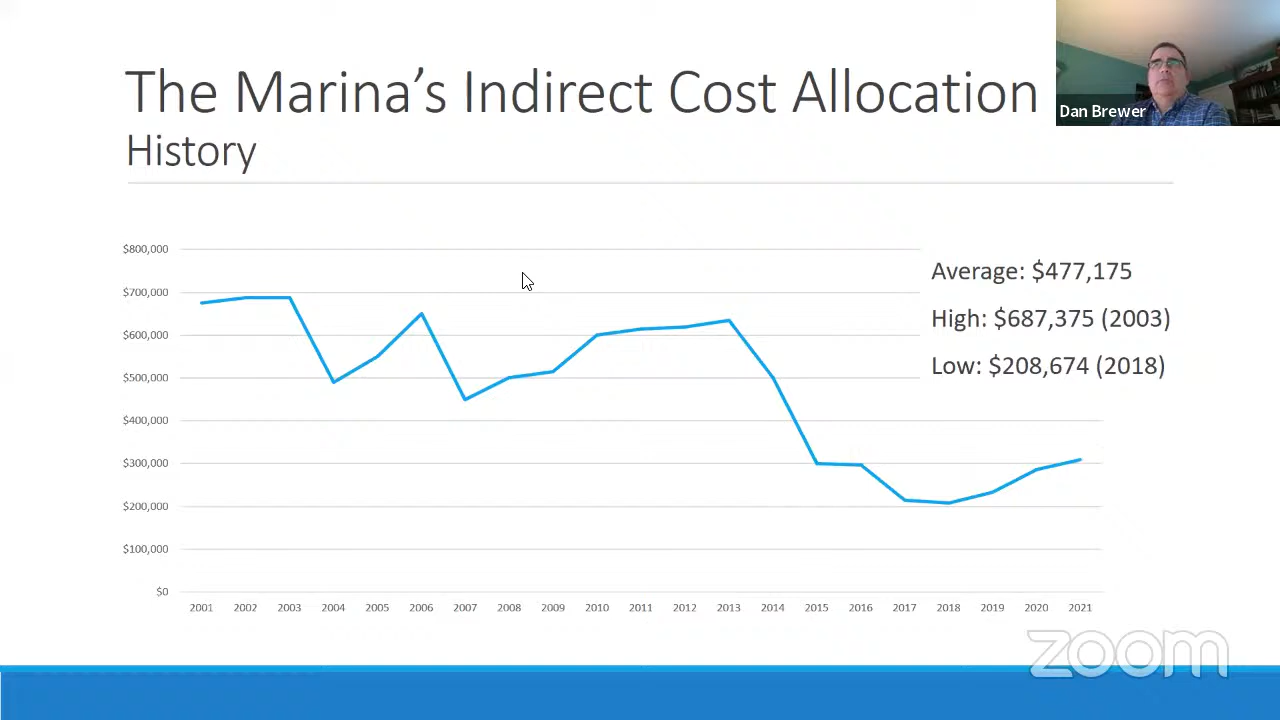 The Marina's Indirect Cost Allocation
History
Dan Brewer
Average: $477,175
High: $687,375 (2003)
Low: $208,674 (2018)
$800,000
$700,000
$600,000
$500,000
$400,000
$300,000
$200,000
$100,000
$0
2001 2002 2003 2004 2005 2006 2007 2008 2009 2010 2011 2012 2013 2014 2015 2016 2017 2018 2019 2020 2021
zoom